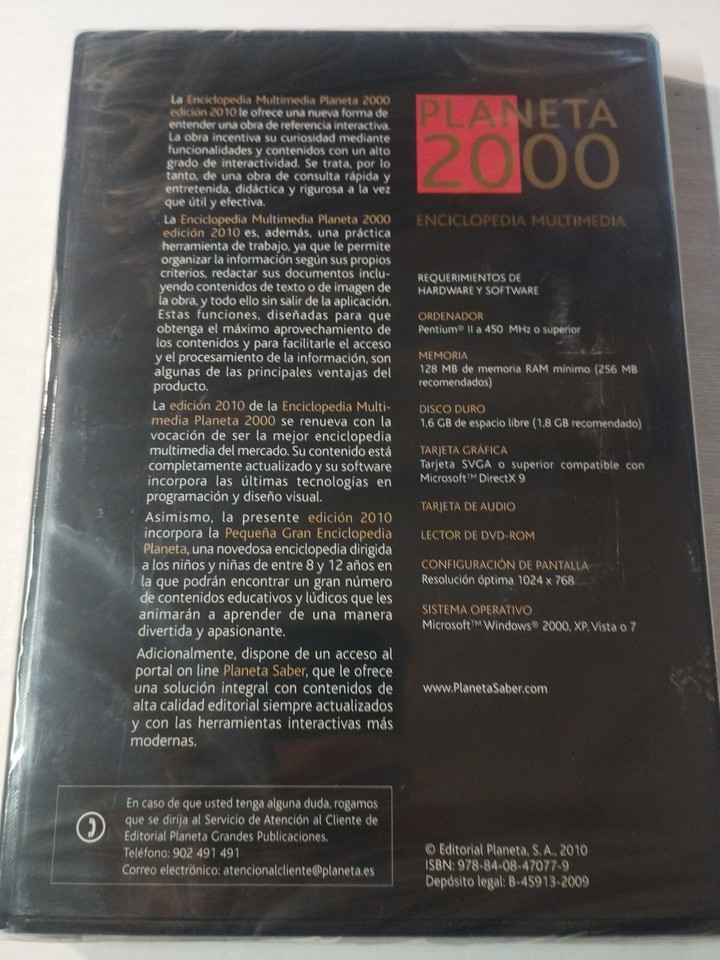 La Enciclopedia Multimedia Planeta 2000
edición 2010 le ofrece una nueva forma de
entender una obra de referencia interactiva.
La obra incentiva su curiosidad mediante
funcionalidades y contenidos con un alto
grado de interactividad. Se trata, por lo
tanto, de una obra de consulta rápida y
entretenida, didáctica y rigurosa a la vez
que útil y efectiva.
La Enciclopedia Multimedia Planeta 2000
edición 2010 es, además, una práctica
herramienta de trabajo, ya que le permite
organizar la información según sus propios
criterios, redactar sus documentos inclu-
yendo contenidos de texto o de imagen de
la obra, y todo ello sin salir de la aplicación.
Estas funciones, diseñadas para que
obtenga el máximo aprovechamiento de
los contenidos y para facilitarle el acceso
y el procesamiento de la información, son
algunas de las principales ventajas del
producto.
La edición 2010 de la Enciclopedia Multi-
media Planeta 2000 se renueva con la
vocación de ser la mejor enciclopedia
multimedia del mercado. Su contenido está
completamente actualizado y su software
incorpora las últimas tecnologías en
programación y diseño visual.
Asimismo, la presente edición 2010
incorpora la Pequeña Gran Enciclopedia
Planeta, una novedosa enciclopedia dirigida
a los niños y niñas de entre 8 y 12 años en
la que podrán encontrar un gran número
de contenidos educativos y lúdicos que les
animarán a aprender de una manera
divertida y apasionante.
Adicionalmente, dispone de un acceso al
portal on line Planeta Saber, que le ofrece
una solución integral con contenidos de
alta calidad editorial siempre actualizados
y con las herramientas interactivas más
modernas.
En caso de que usted tenga alguna duda, rogamos
que se dirija al Servicio de Atención al Cliente de
Editorial Planeta Grandes Publicaciones.
Teléfono: 902 491 491
Correo electrónico: atencionalcliente@planeta.es
PLANETA
2000
ENCICLOPEDIA MULTIMEDIA
REQUERIMIENTOS DE
HARDWARE Y SOFTWARE
ORDENADOR
Pentium® II a 450 MHz o superior
MEMORIA
128 MB de memoria RAM mínimo (256 MB
recomendados)
DISCO DURO
1,6 GB de espacio libre (1,8 GB recomendado)
TARJETA GRÁFICA
Tarjeta SVGA o superior compatible con
Microsoft™ DirectX 9
TARJETA DE AUDIO
LECTOR DE DVD-ROM
CONFIGURACIÓN DE PANTALLA
Resolución óptima 1024 x 768
SISTEMA OPERATIVO
Microsoft™ Windows® 2000, XP, Vista o 7
www.PlanetaSaber.com
© Editorial Planeta, S.A., 2010
ISBN: 978-84-08-47077-9
Depósito legal: B-45913-2009